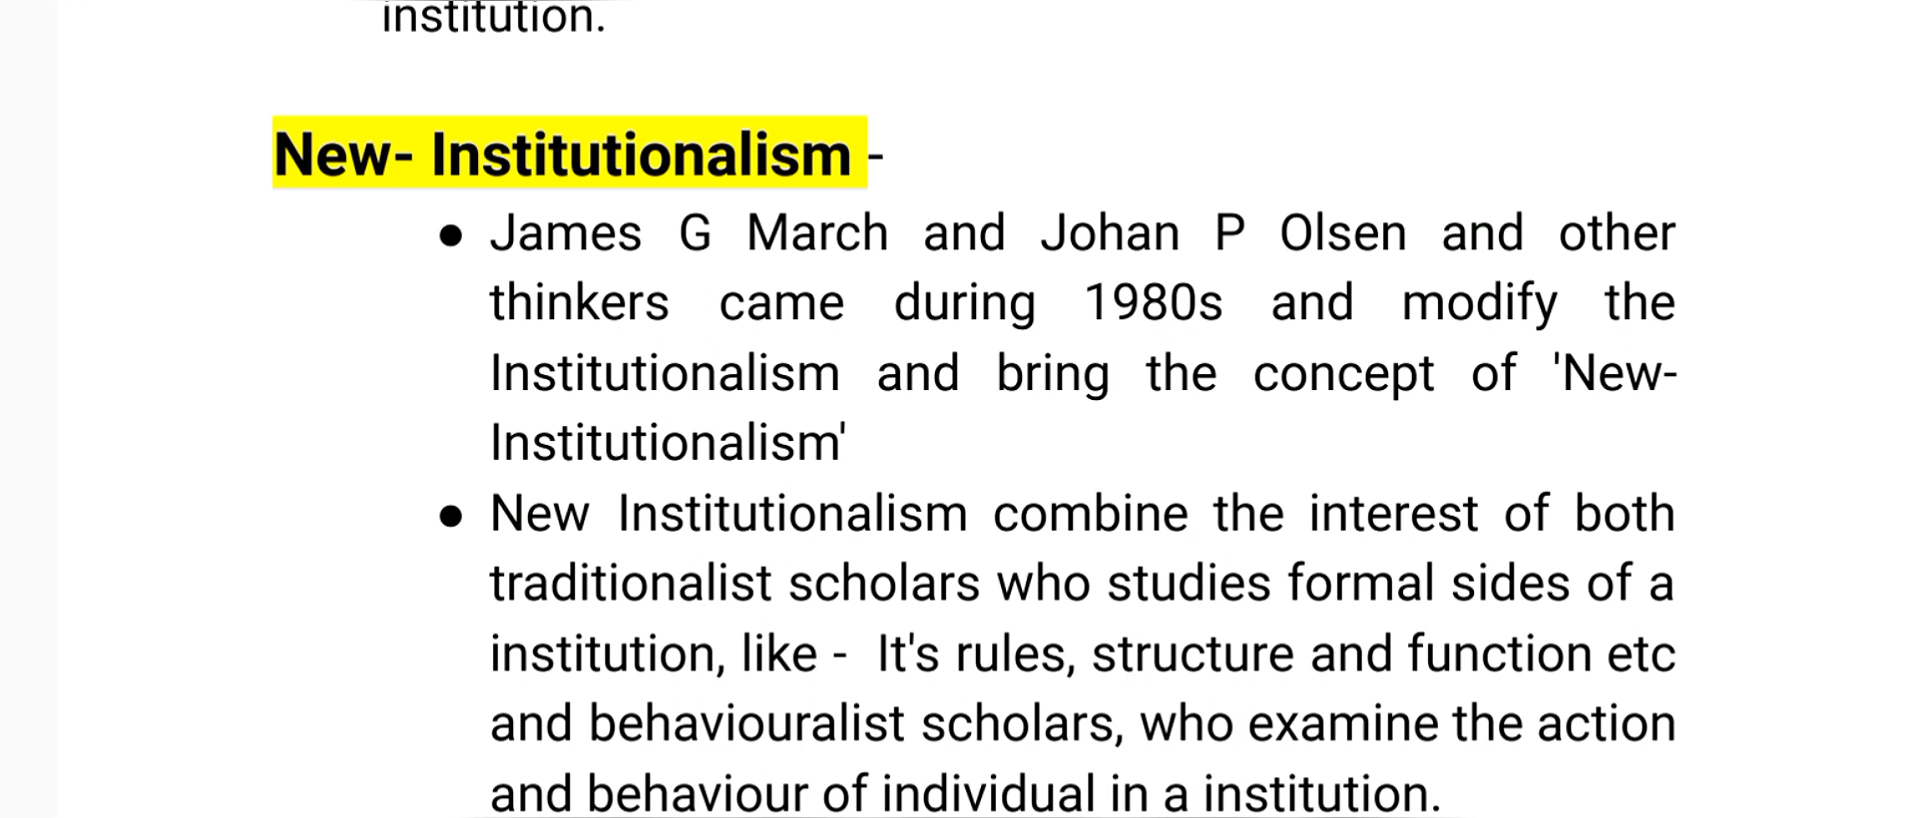 institution.
New- Institutionalism -
● James G March and Johan P Olsen and other
thinkers came during 1980s and modify the
Institutionalism and bring the concept of 'New-
Institutionalism'
● New Institutionalism combine the interest of both
traditionalist scholars who studies formal sides of a
institution, like - It's rules, structure and function etc
and behaviouralist scholars, who examine the action
and behaviour of individual in a institution.